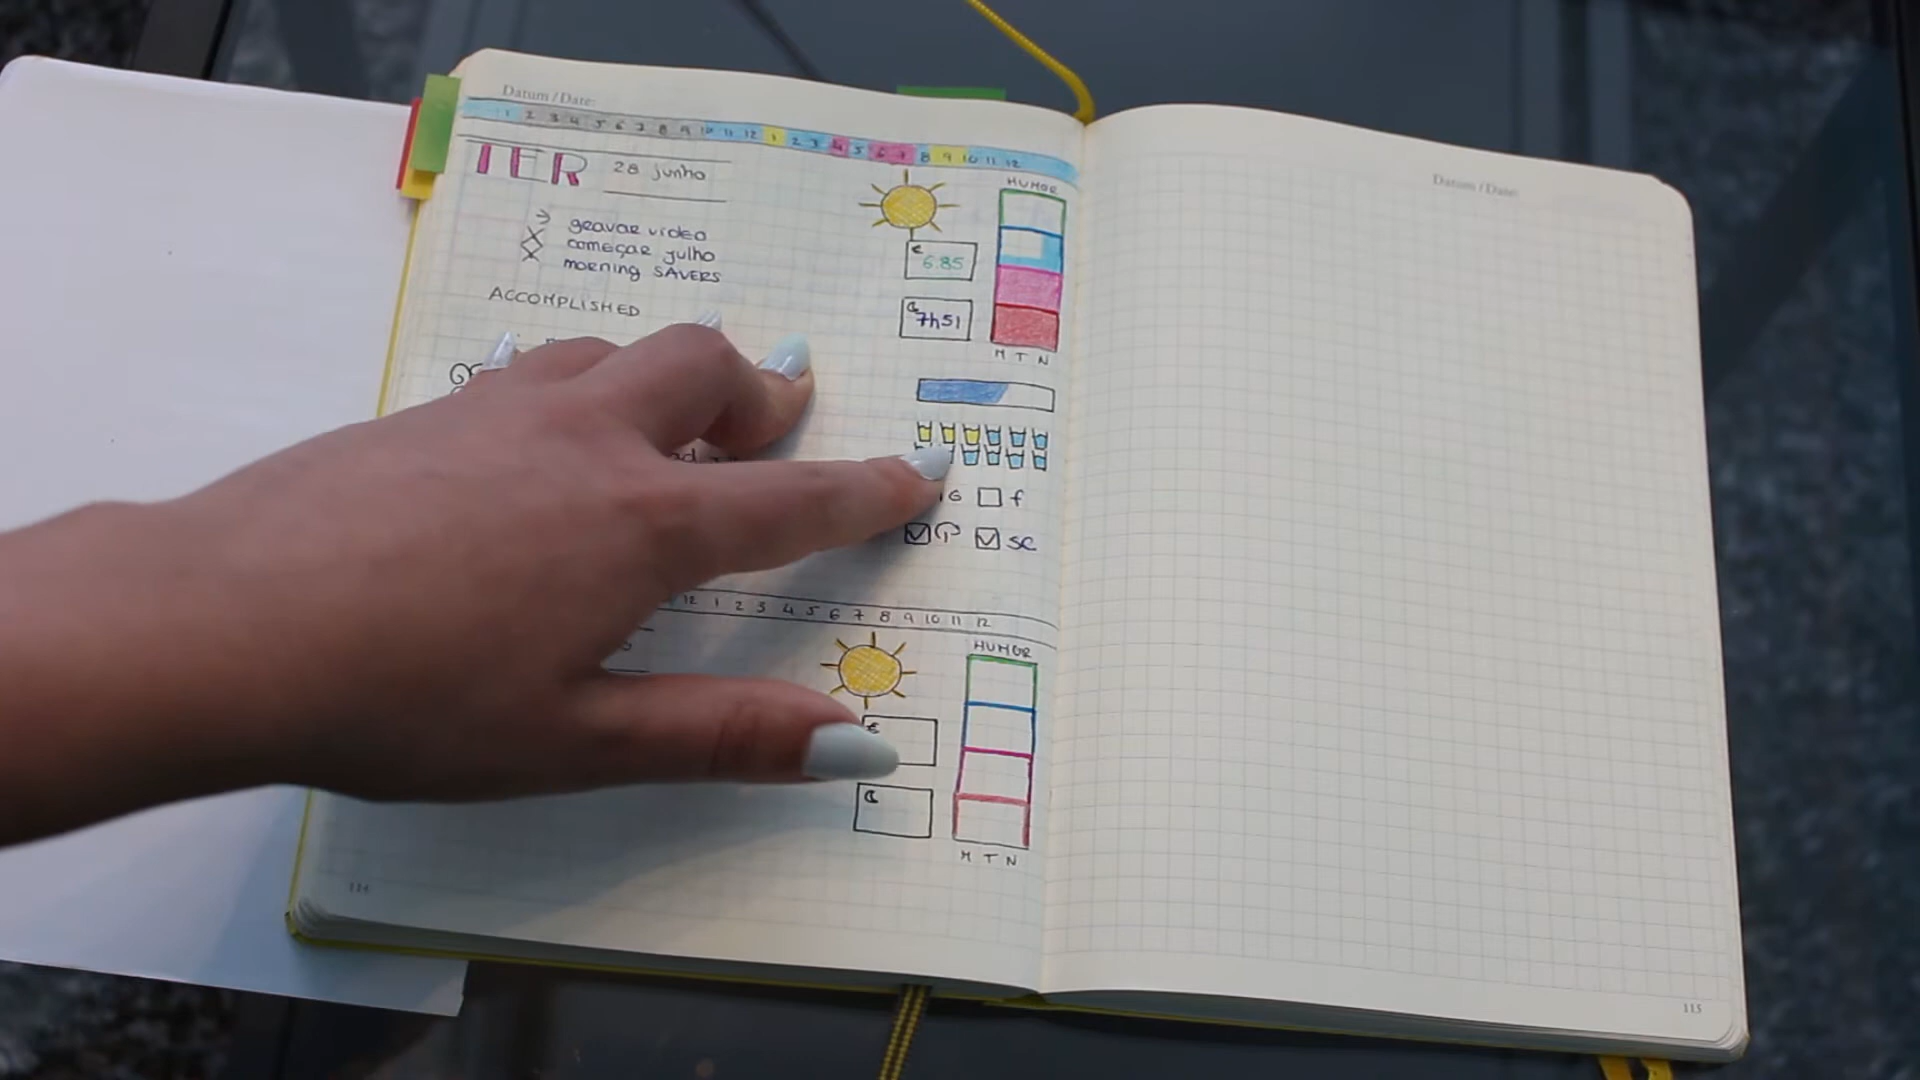 Datum / Date:
1 2 3 4 5 6 7 8 9 10 11 12 1 2 3 4 5 6 7 8 9 10 11 12
TER 28 junho
gravar vídeo
começar julho
morning SAVERS
ACCOMPLISHED
HUMOR
€
6.85
7h51
M T N
f
sc
12 1 2 3 4 5 6 7 8 9 10 11 12
HUMOR
€
M T N
114
Datum / Date:
115